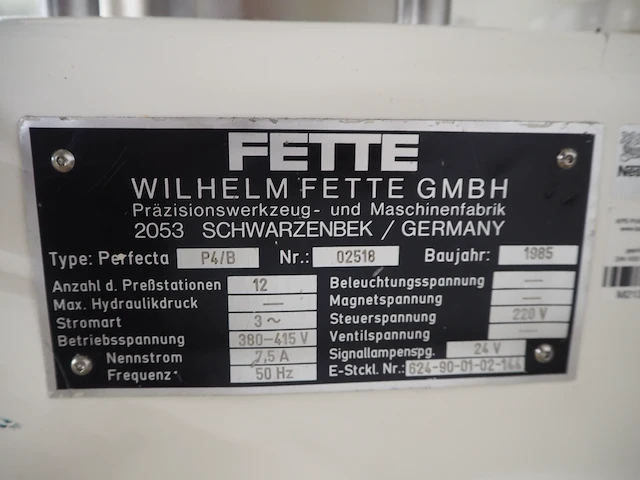 FETTE
WILHELM FETTE GMBH
Präzisionswerkzeug- und Maschinenfabrik
2053 SCHWARZENBEK / GERMANY
Type: Perfecta P4/B Nr.: 02518 Baujahr: 1985
Anzahl d. Preßstationen 12
Max. Hydraulikdruck —
Stromart 3 ~
Betriebsspannung 380-415 V
Nennstrom 7,5 A
Frequenz 50 Hz
Beleuchtungsspannung —
Magnetspannung —
Steuerspannung 220 V
Ventilspannung —
Signallampenspg. 24 V
E-Stckl. Nr.: 624-90-01-02-144